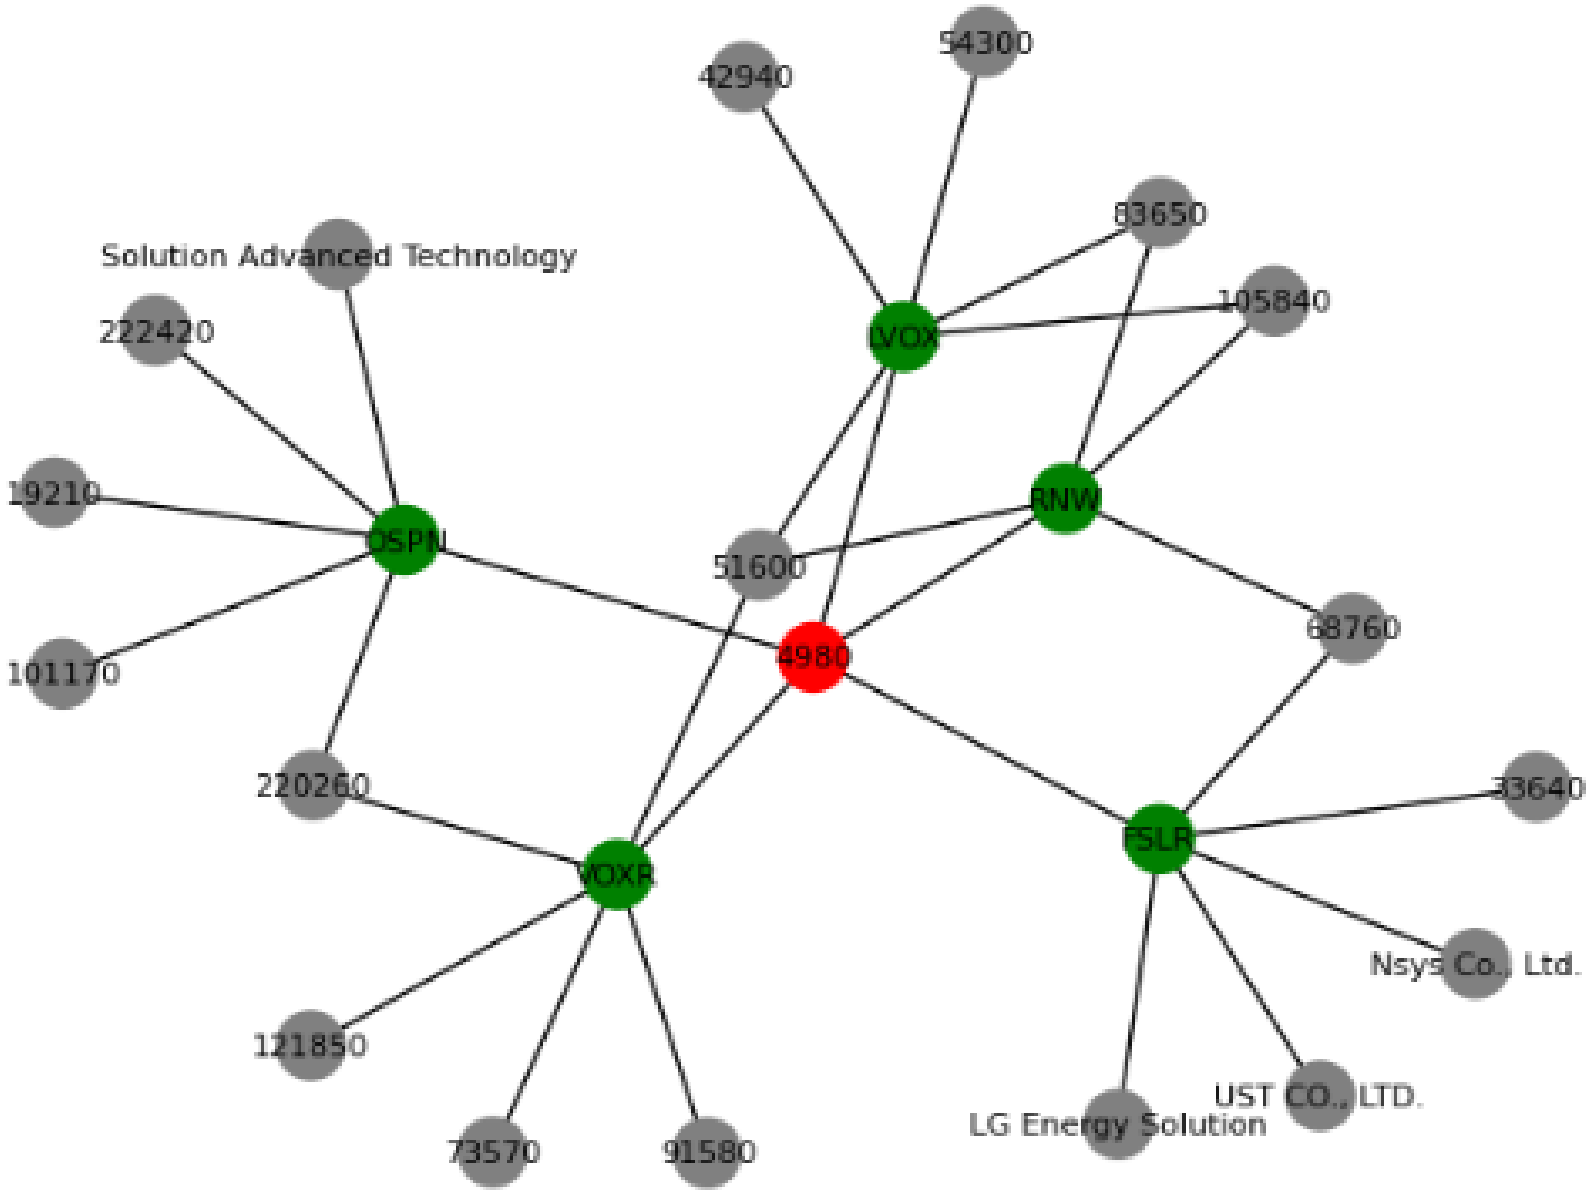 54300
42940
83650
Solution Advanced Technology
105840
222420
LVOX
19210
RNW
OSPN
51600
68760
4980
101170
220260
33640
FSLR
VOXR
Nsys Co., Ltd.
121850
UST CO., LTD.
LG Energy Solution
73570
91580